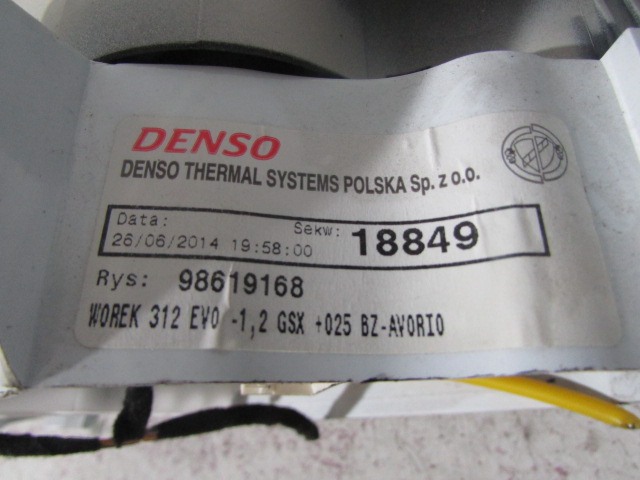 DENSO
DENSO THERMAL SYSTEMS POLSKA Sp. z o.o.
Data: Sekw:
26/06/2014 19:58:00 18849
Rys: 98619168
WOREK 312 EVO -1,2 GSX +025 BZ-AVORIO